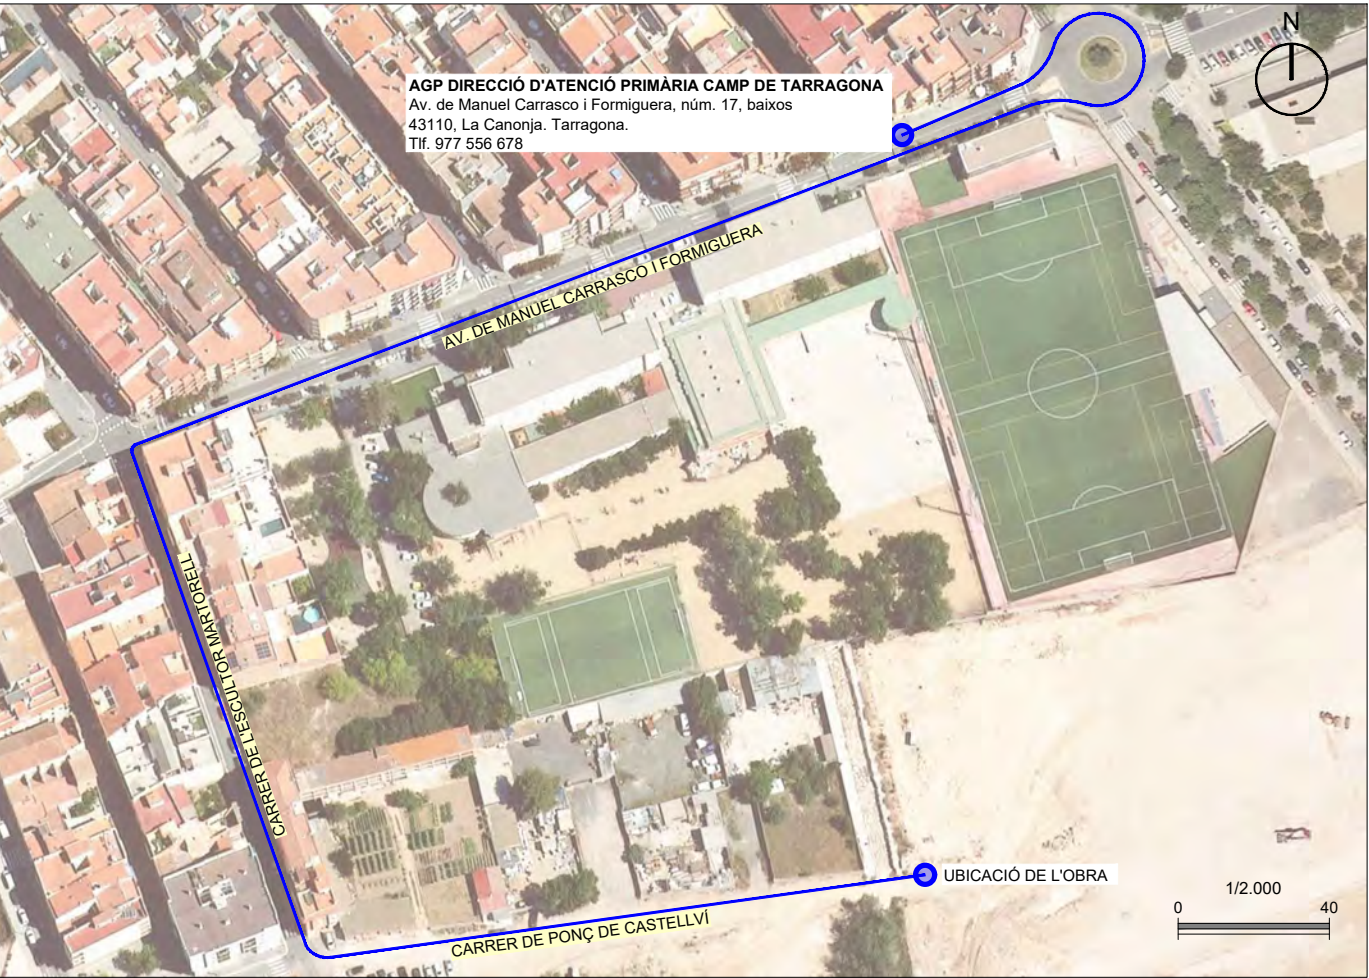 N
AGP DIRECCIÓ D'ATENCIÓ PRIMÀRIA CAMP DE TARRAGONA
Av. de Manuel Carrasco i Formiguera, núm. 17, baixos
43110, La Canonja. Tarragona.
Tlf. 977 556 678
AV. DE MANUEL CARRASCO I FORMIGUERA
CARRER DE L'ESCULTOR MARTORELL
UBICACIÓ DE L'OBRA
CARRER DE PONÇ DE CASTELLVÍ
1/2.000
0 40